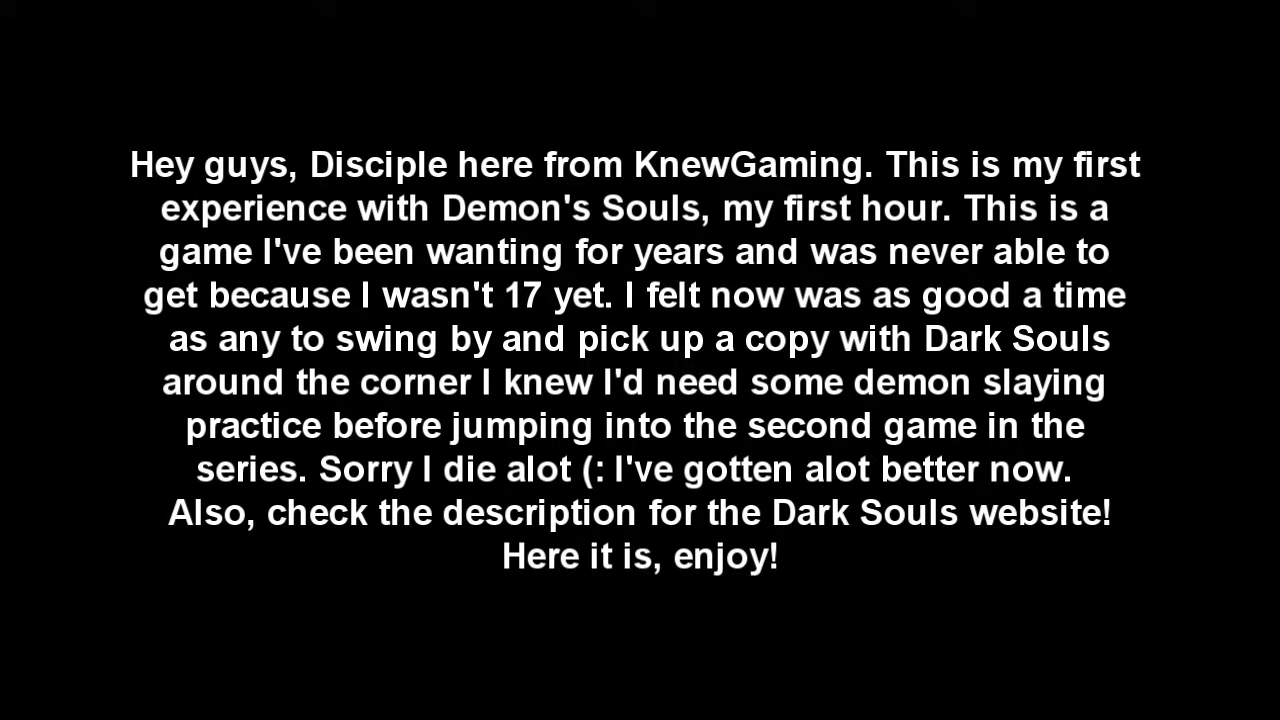 Hey guys, Disciple here from KnewGaming. This is my first
experience with Demon's Souls, my first hour. This is a
game I've been wanting for years and was never able to
get because I wasn't 17 yet. I felt now was as good a time
as any to swing by and pick up a copy with Dark Souls
around the corner I knew I'd need some demon slaying
practice before jumping into the second game in the
series. Sorry I die alot (: I've gotten alot better now.
Also, check the description for the Dark Souls website!
Here it is, enjoy!